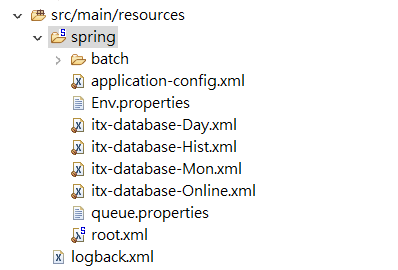 src/main/resources
spring
batch
application-config.xml
Env.properties
itx-database-Day.xml
itx-database-Hist.xml
itx-database-Mon.xml
itx-database-Online.xml
queue.properties
root.xml
logback.xml